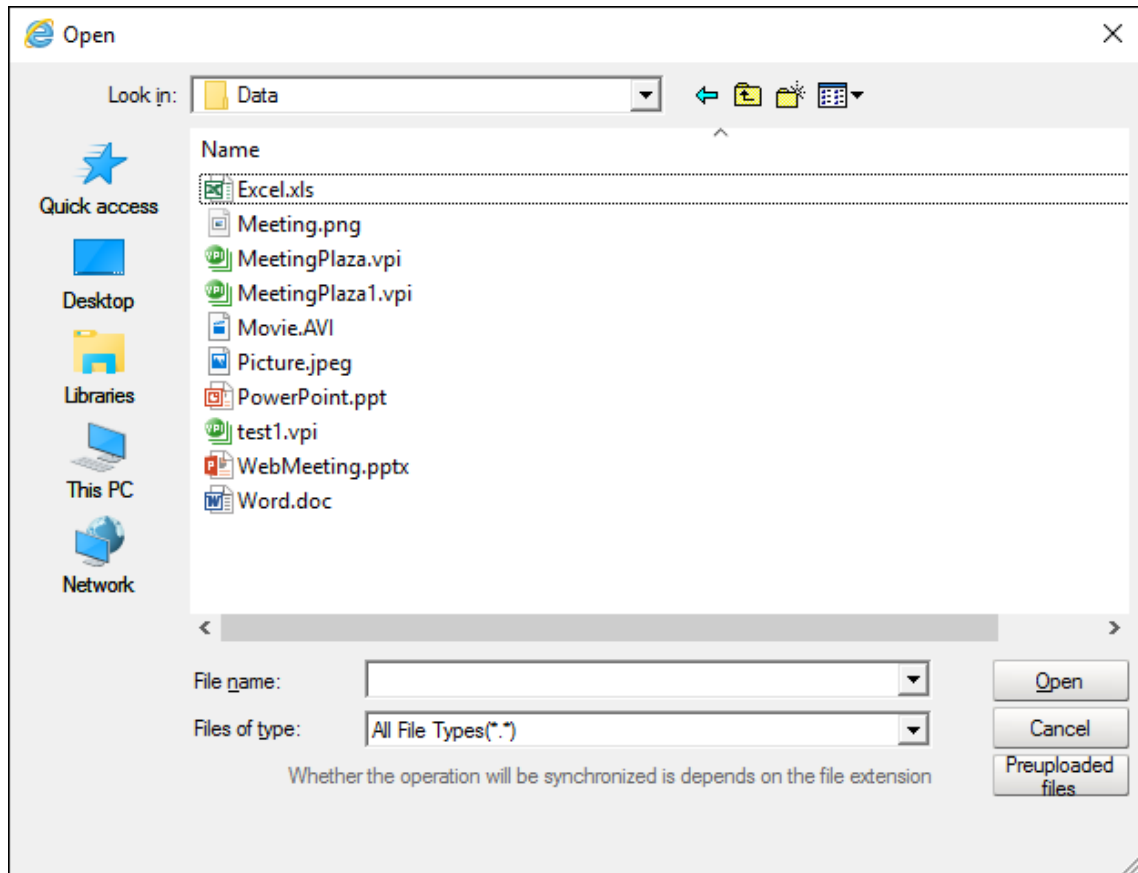 Open
Look in: Data
Name
Quick access
Desktop
Libraries
This PC
Network
Excel.xls
Meeting.png
MeetingPlaza.vpi
MeetingPlaza1.vpi
Movie.AVI
Picture.jpeg
PowerPoint.ppt
test1.vpi
WebMeeting.pptx
Word.doc
File name:
Open
Files of type: All File Types(*.*)
Cancel
Whether the operation will be synchronized is depends on the file extension
Preuploaded
files